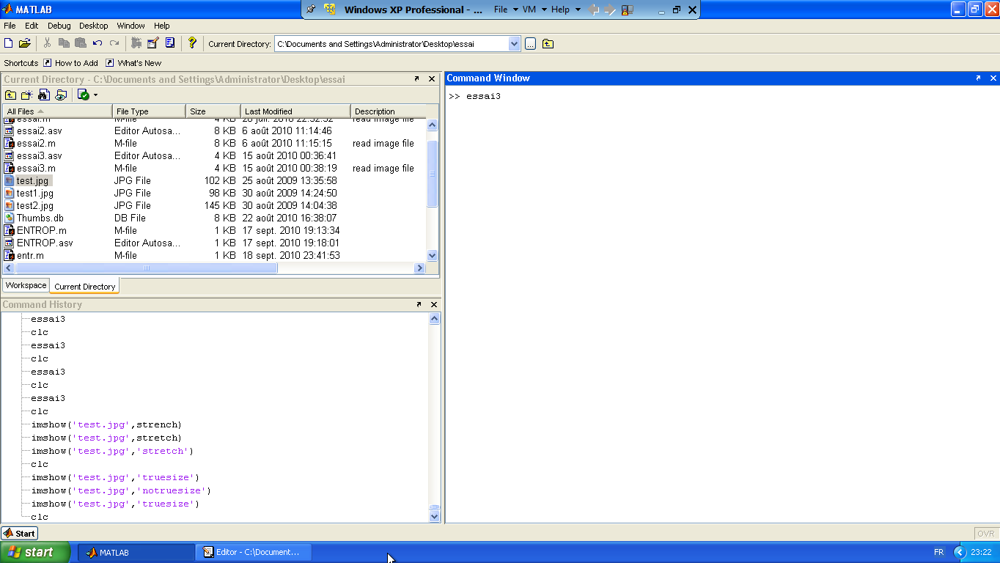 MATLAB
Windows XP Professional - ... File VM Help
File Edit Debug Desktop Window Help
Current Directory: C:\Documents and Settings\Administrator\Desktop\essai ...
Shortcuts How to Add What's New
Current Directory - C:\Documents and Settings\Administrator\Desktop\essai
All Files File Type Size Last Modified Description
essai.m M-file 4 KB 22:52:52 read image file
essai2.asv Editor Autosa... 8 KB 6 août 2010 11:14:46
essai2.m M-file 8 KB 6 août 2010 11:15:15 read image file
essai3.asv Editor Autosa... 4 KB 15 août 2010 00:36:41
essai3.m M-file 4 KB 15 août 2010 00:38:19 read image file
test.jpg JPG File 102 KB 25 août 2009 13:35:58
test1.jpg JPG File 98 KB 30 août 2009 14:24:50
test2.jpg JPG File 145 KB 30 août 2009 14:04:38
Thumbs.db DB File 8 KB 22 août 2010 16:38:07
ENTROP.m M-file 1 KB 17 sept. 2010 19:13:34
ENTROP.asv Editor Autosa... 1 KB 17 sept. 2010 19:18:01
entr.m M-file 1 KB 18 sept. 2010 23:41:53
Workspace Current Directory
Command History
essai3
clc
essai3
clc
essai3
clc
essai3
clc
imshow('test.jpg',strench)
imshow('test.jpg',stretch)
imshow('test.jpg','stretch')
clc
imshow('test.jpg','truesize')
imshow('test.jpg','notruesize')
imshow('test.jpg','truesize')
clc
Command Window
>> essai3
Start
OVR
start MATLAB Editor - C:\Document... FR 23:22